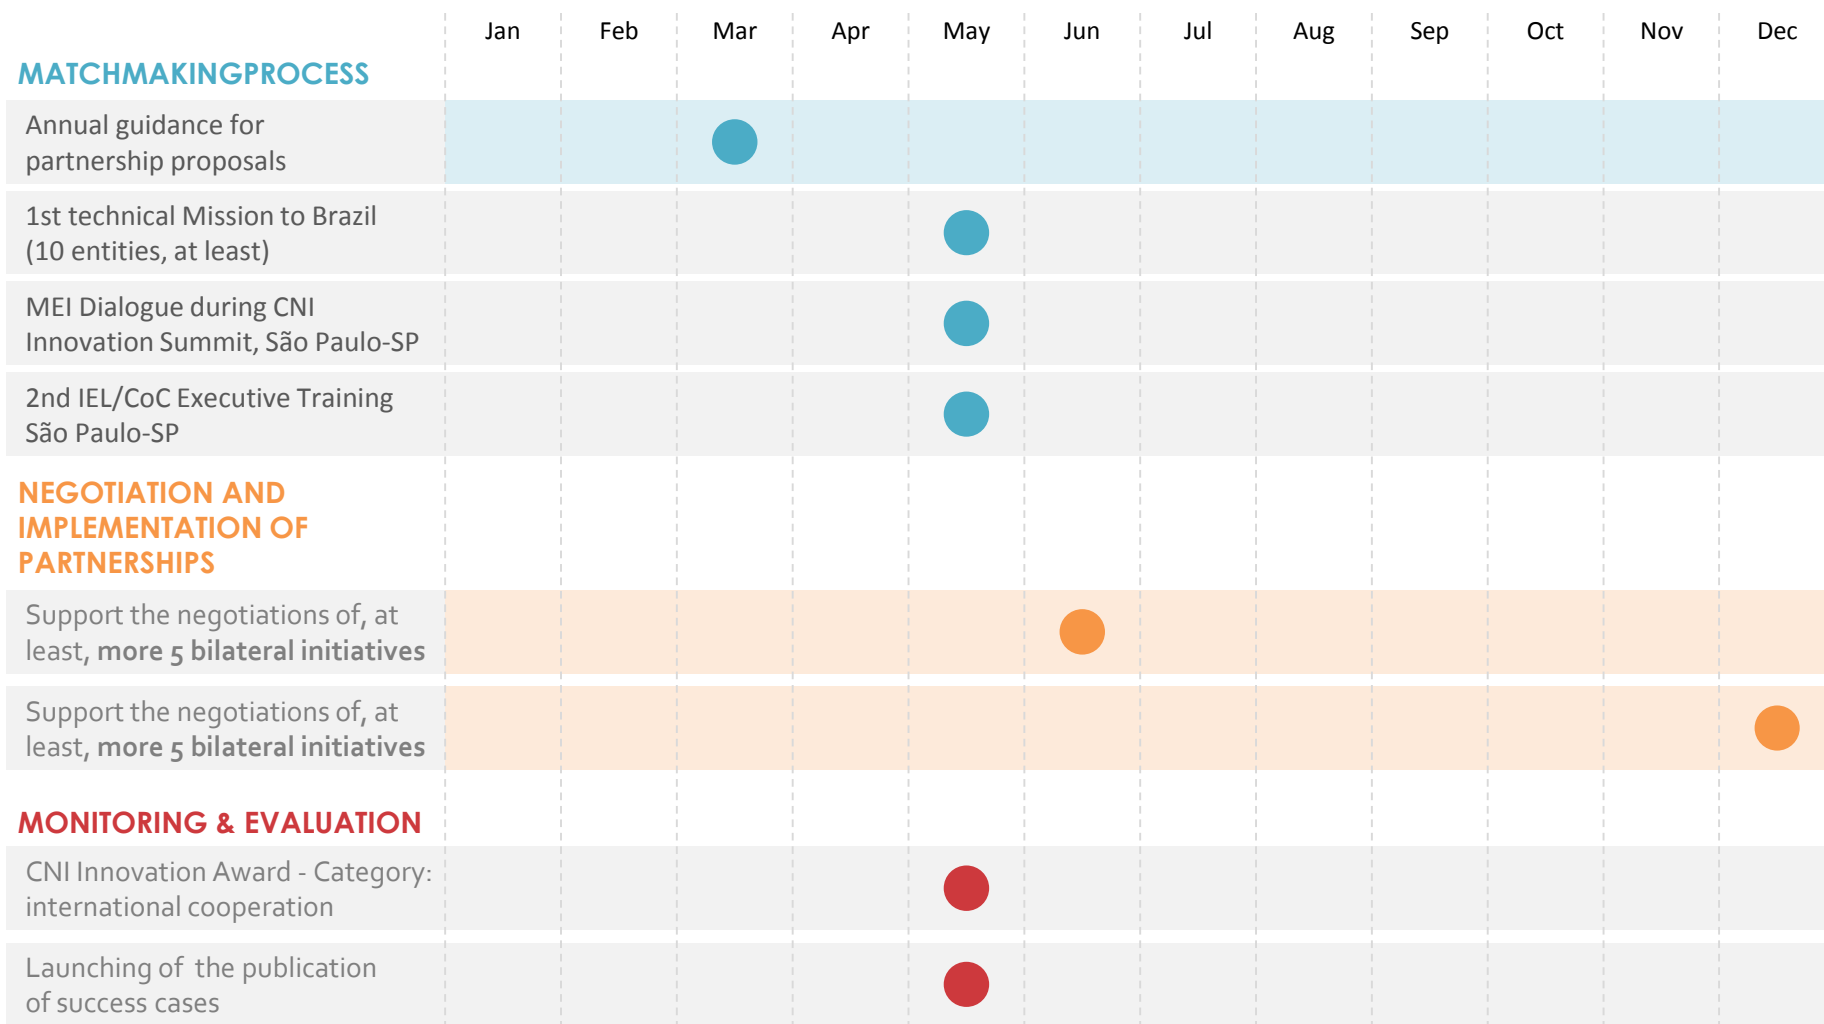 Jan Feb Mar Apr May Jun Jul Aug Sep Oct Nov Dec
MATCHMAKINGPROCESS
Annual guidance for
partnership proposals
1st technical Mission to Brazil
(10 entities, at least)
MEI Dialogue during CNI
Innovation Summit, São Paulo-SP
2nd IEL/CoC Executive Training
São Paulo-SP
NEGOTIATION AND
IMPLEMENTATION OF
PARTNERSHIPS
Support the negotiations of, at
least, more 5 bilateral initiatives
Support the negotiations of, at
least, more 5 bilateral initiatives
MONITORING & EVALUATION
CNI Innovation Award - Category:
international cooperation
Launching of the publication
of success cases